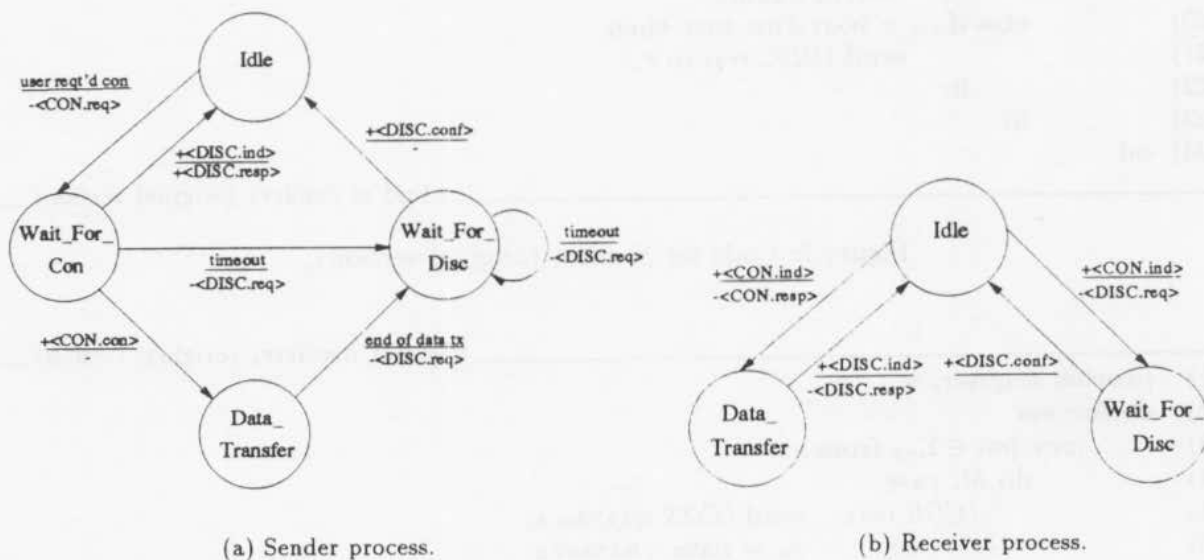 Idle
user reqt'd con
-<CON.req>
+<DISC.ind>
+<DISC.resp>
+<DISC.conf>
-
Wait_For_
Con
timeout
-<DISC.req>
Wait_For_
Disc
timeout
-<DISC.req>
+<CON.con>
end of data tx
-<DISC.req>
Data_
Transfer
(a) Sender process.
Idle
+<CON.ind>
-<CON.resp>
+<CON.ind>
-<DISC.req>
+<DISC.ind>
-<DISC.resp>
+<DISC.conf>
Data_
Transfer
Wait_For_
Disc
(b) Receiver process.